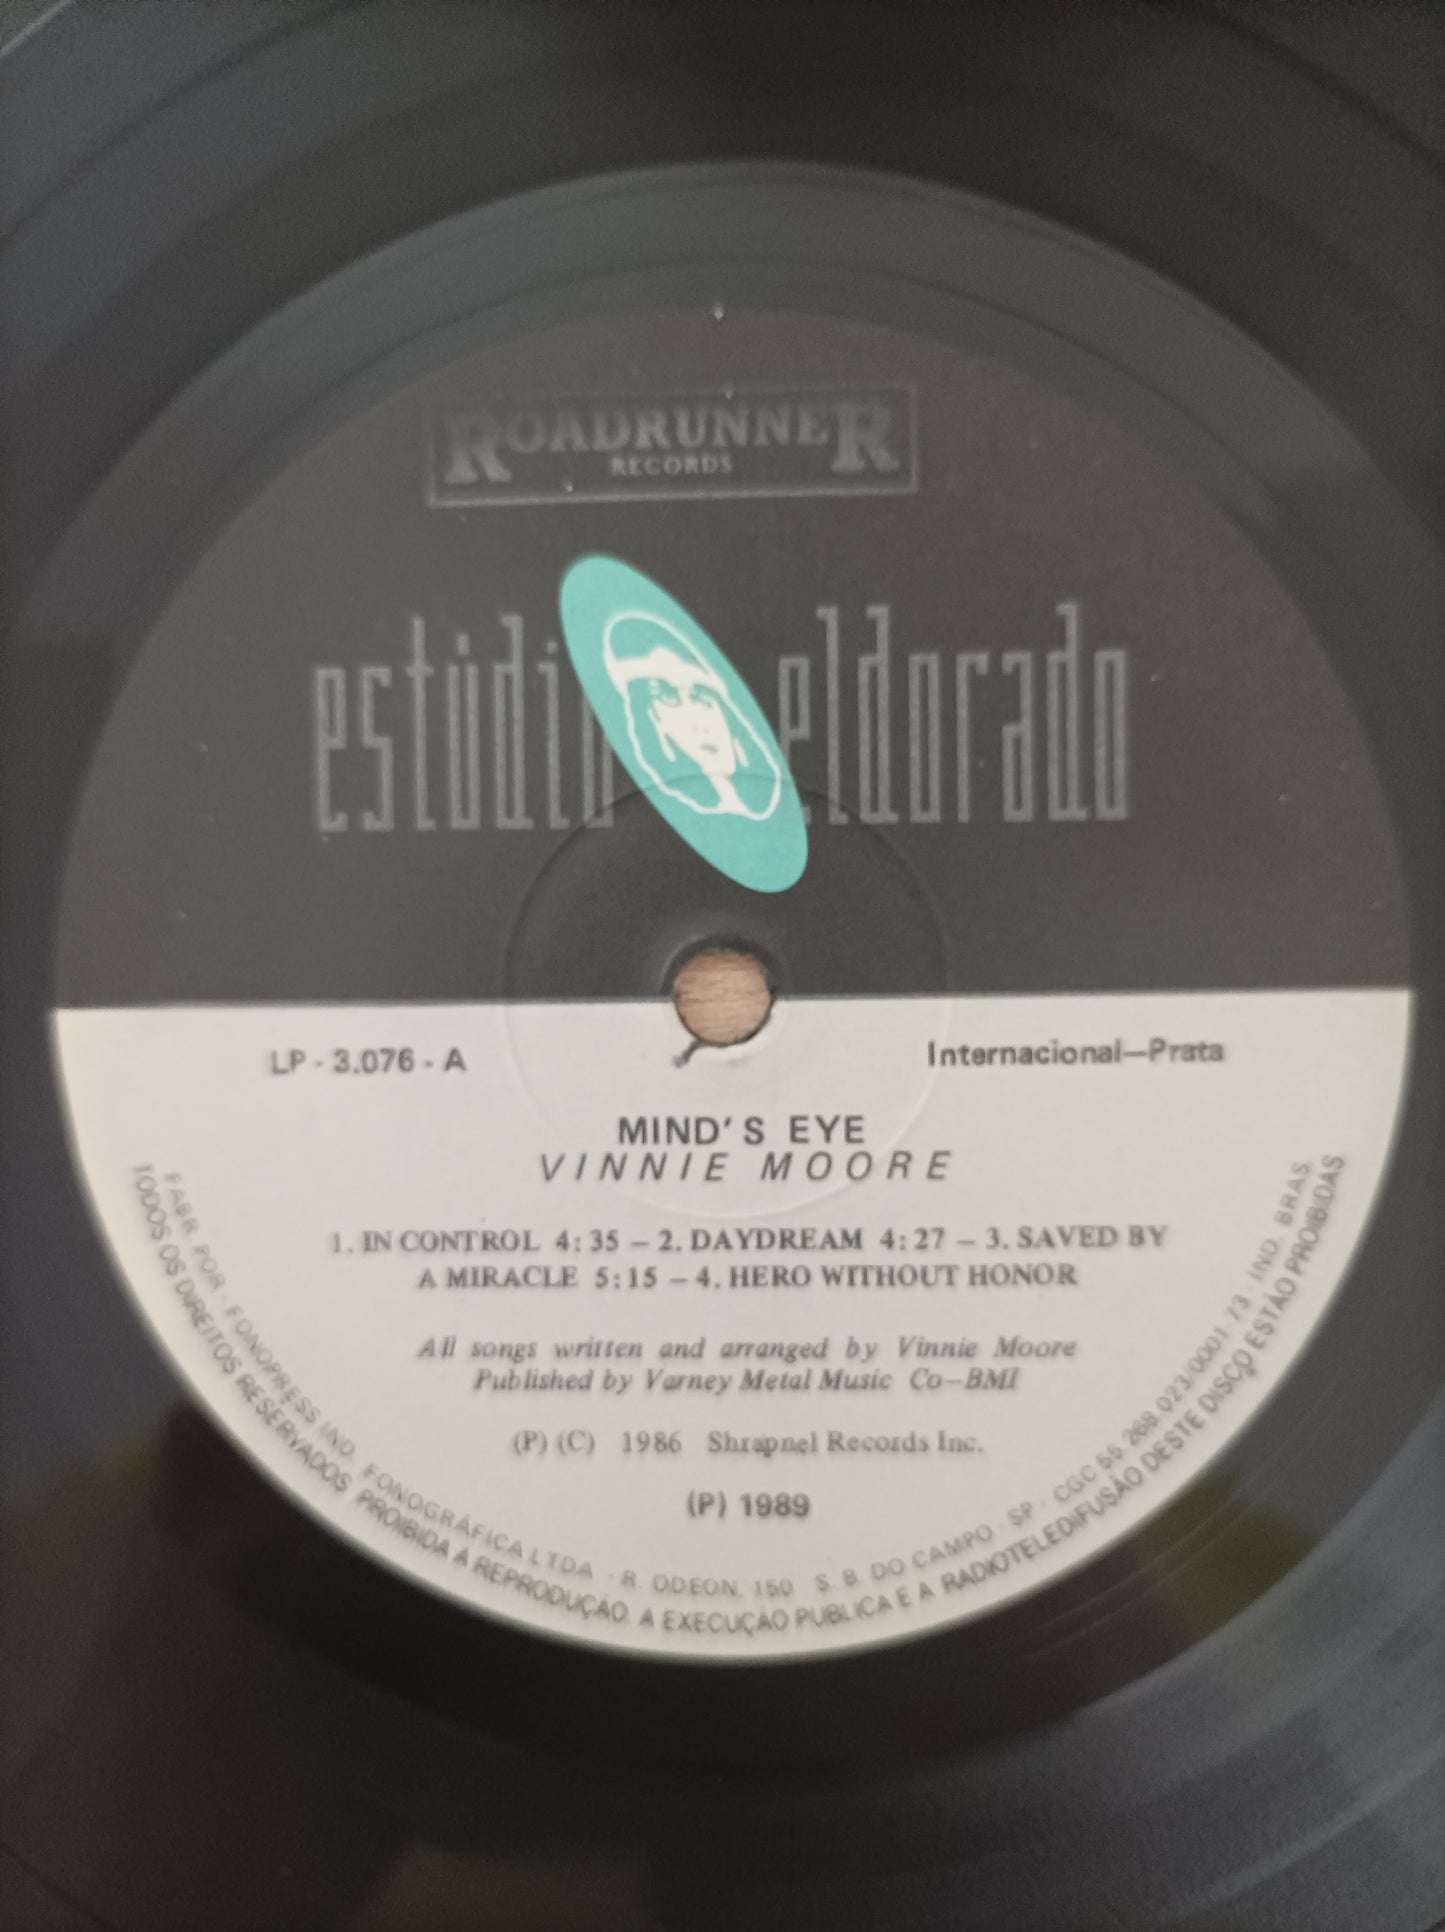 ROADRUNNER
RECORDS
estúdio eldorado
LP - 3.076 - A
Internacional—Prata
MIND'S EYE
VINNIE MOORE
1. IN CONTROL 4:35 – 2. DAYDREAM 4:27 – 3. SAVED BY
A MIRACLE 5:15 – 4. HERO WITHOUT HONOR
All songs written and arranged by Vinnie Moore
Published by Varney Metal Music Co–BMI
(P) (C) 1986 Shrapnel Records Inc.
(P) 1989
FABR. POR · FONOPRESS IND. FONOGRÁFICA LTDA · R. ODEON, 150 S. B. DO CAMPO · SP · CGC 55 268 023/0001-73 · IND. BRAS.
TODOS OS DIREITOS RESERVADOS PROIBIDA A REPRODUÇÃO. A EXECUÇÃO PUBLICA E A RADIOTELEDIFUSÃO DESTE DISCO ESTÃO PROIBIDAS